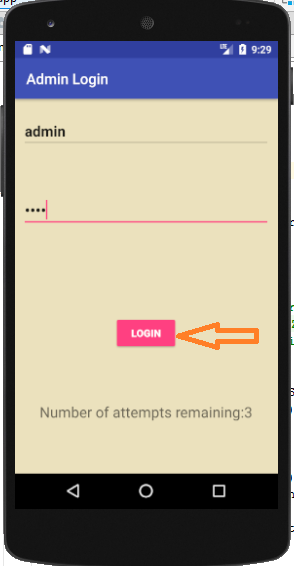 9:29
Admin Login
admin
••••
LOGIN
Number of attempts remaining:3